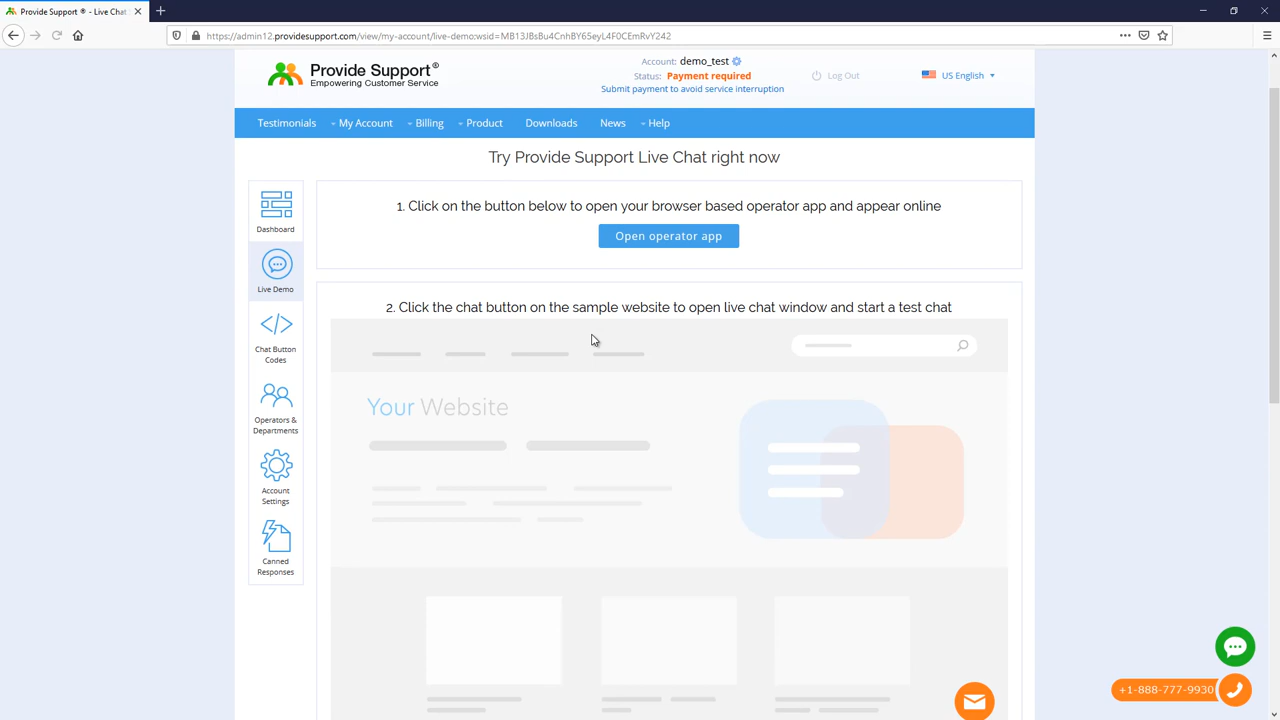 Provide Support ® - Live Chat
https://admin12.providesupport.com/view/my-account/live-demo:wsid=MB13JBsBu4CnhBY65eyL4F0CEmRvY242
Provide Support®
Empowering Customer Service
Account: demo_test
Status: Payment required
Submit payment to avoid service interruption
Log Out
US English
Testimonials My Account Billing Product Downloads News Help
Try Provide Support Live Chat right now
Dashboard
Live Demo
Chat Button
Codes
Operators &
Departments
Account
Settings
Canned
Responses
1. Click on the button below to open your browser based operator app and appear online
Open operator app
2. Click the chat button on the sample website to open live chat window and start a test chat
Your Website
+1-888-777-9930